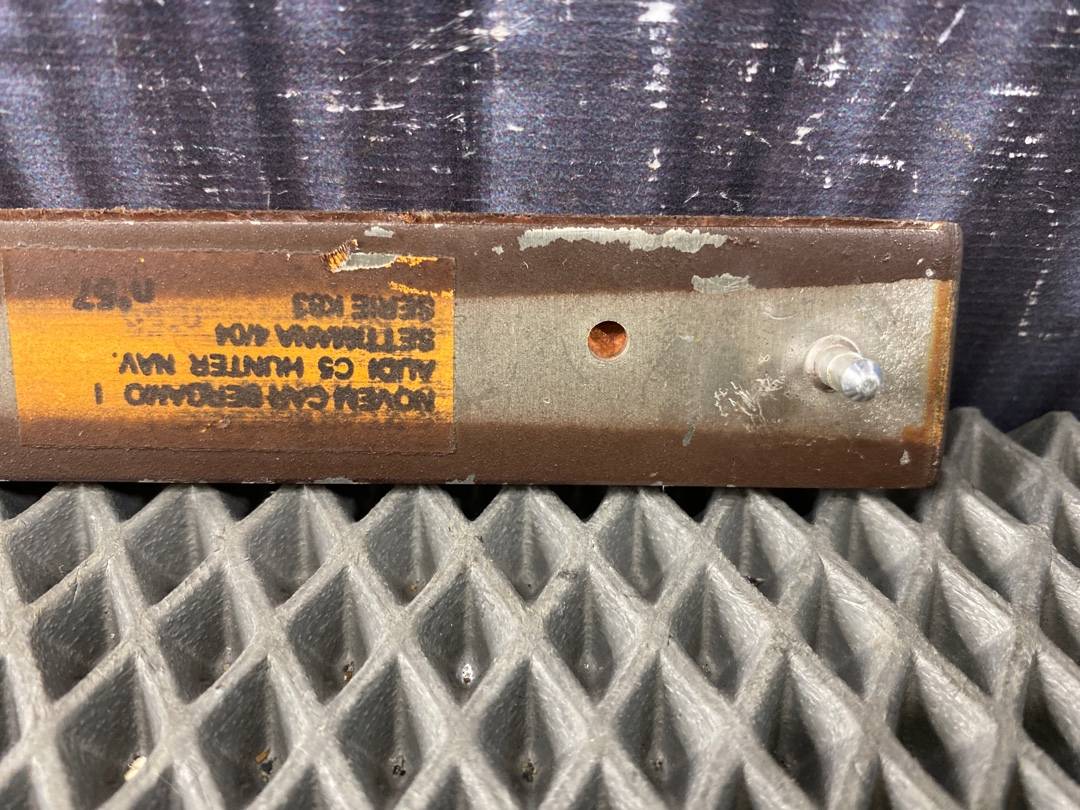 NOVEM CAR BERGAMO I
AUDI C5 HUNTER NAV.
SETTIMANA 4/04
SERIE K83
n°57